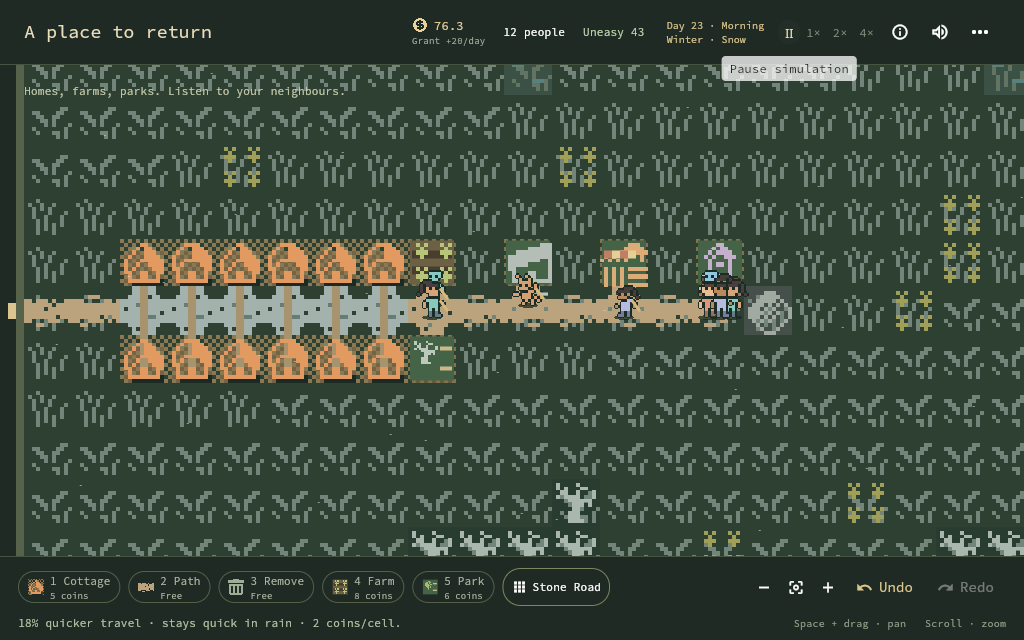 A place to return
76.3
Grant +20/day
12 people
Uneasy 43
Day 23 · Morning
Winter · Snow
1×
2×
4×
Pause simulation
Homes, farms, parks. Listen to your neighbours.
1 Cottage
5 coins
2 Path
Free
3 Remove
Free
4 Farm
8 coins
5 Park
6 coins
Stone Road
Undo
Redo
18% quicker travel · stays quick in rain · 2 coins/cell.
Space + drag · pan
Scroll · zoom